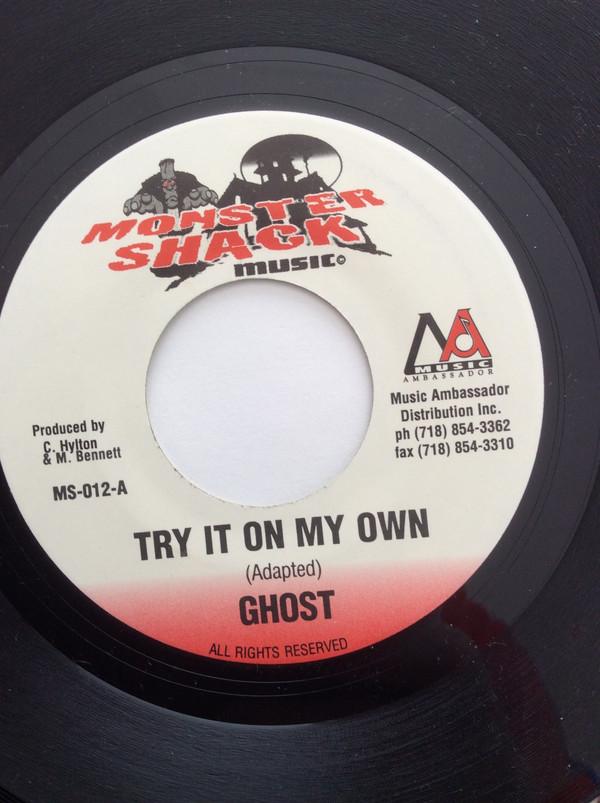 MONSTER
SHACK
music©
MA
MUSIC
AMBASSADOR
Music Ambassador
Distribution Inc.
ph (718) 854-3362
fax (718) 854-3310
Produced by
C. Hylton
& M. Bennett
MS-012-A
TRY IT ON MY OWN
(Adapted)
GHOST
ALL RIGHTS RESERVED